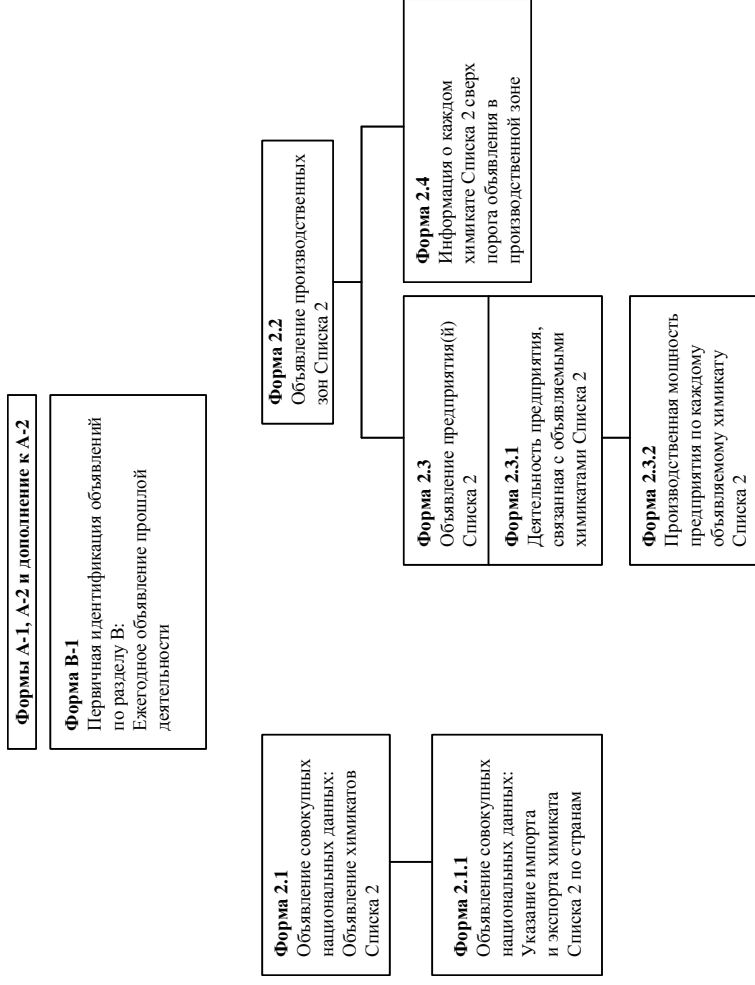 Формы А-1, А-2 и дополнение к А-2
Форма В-1
Первичная идентификация объявлений
по разделу В:
Ежегодное объявление прошлой
деятельности
Форма 2.1
Объявление совокупных
национальных данных:
Объявление химикатов
Списка 2
Форма 2.1.1
Объявление совокупных
национальных данных:
Указание импорта
и экспорта химиката
Списка 2 по странам
Форма 2.2
Объявление производственных
зон Списка 2
Форма 2.3
Объявление предприятия(й)
Списка 2
Форма 2.3.1
Деятельность предприятия,
связанная с объявляемыми
химикатами Списка 2
Форма 2.3.2
Производственная мощность
предприятия по каждому
объявляемому химикату
Списка 2
Форма 2.4
Информация о каждом
химикате Списка 2 сверх
порога объявления в
производственной зоне